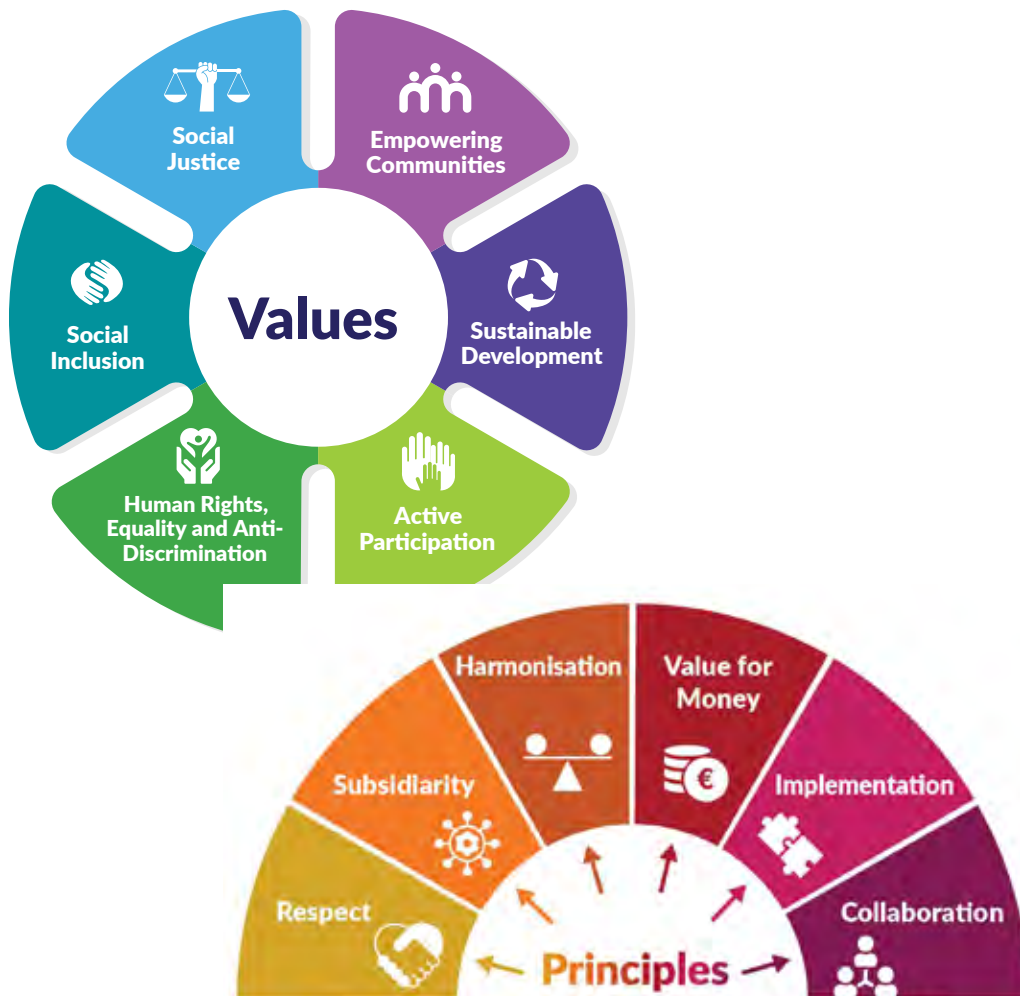 Social
Justice
Empowering
Communities
Social
Inclusion
Values
Sustainable
Development
Human Rights,
Equality and Anti-
Discrimination
Active
Participation
Harmonisation
Value for
Money
Subsidiarity
Implementation
€
Respect
Collaboration
Principles